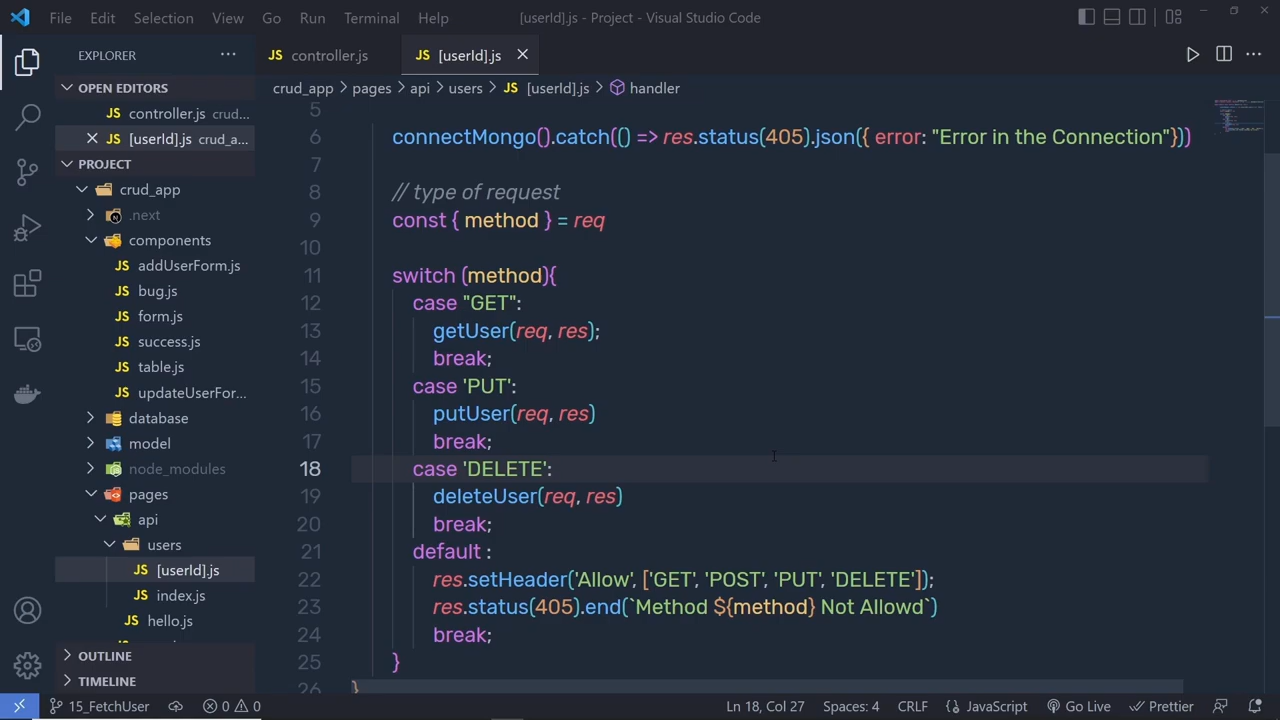 File Edit Selection View Go Run Terminal Help [userId].js - Project - Visual Studio Code
EXPLORER
OPEN EDITORS
controller.js crud...
[userId].js crud_a...
PROJECT
crud_app
.next
components
addUserForm.js
bug.js
form.js
success.js
table.js
updateUserFor...
database
model
node_modules
pages
api
users
[userId].js
index.js
hello.js
OUTLINE
TIMELINE
controller.js [userId].js
crud_app > pages > api > users > [userId].js > handler
5
6 connectMongo().catch(() => res.status(405).json({ error: "Error in the Connection"}))
7
8 // type of request
9 const { method } = req
10
11 switch (method){
12 case "GET":
13 getUser(req, res);
14 break;
15 case 'PUT':
16 putUser(req, res)
17 break;
18 case 'DELETE':
19 deleteUser(req, res)
20 break;
21 default :
22 res.setHeader('Allow', ['GET', 'POST', 'PUT', 'DELETE']);
23 res.status(405).end(`Method ${method} Not Allowd`)
24 break;
25 }
26 }
15_FetchUser 0 0 Ln 18, Col 27 Spaces: 4 CRLF JavaScript Go Live Prettier